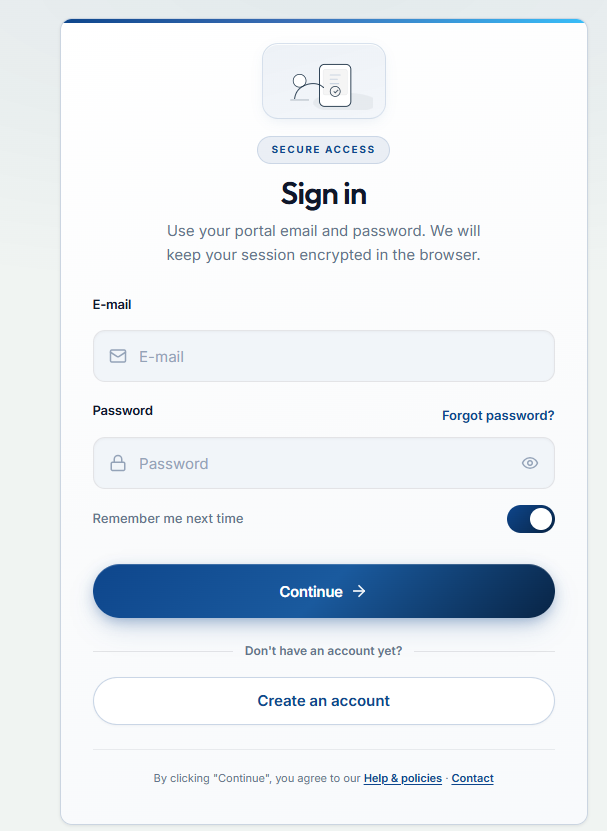 SECURE ACCESS
Sign in
Use your portal email and password. We will
keep your session encrypted in the browser.
E-mail
E-mail
Password
Forgot password?
Password
Remember me next time
Continue →
Don't have an account yet?
Create an account
By clicking "Continue", you agree to our Help & policies · Contact